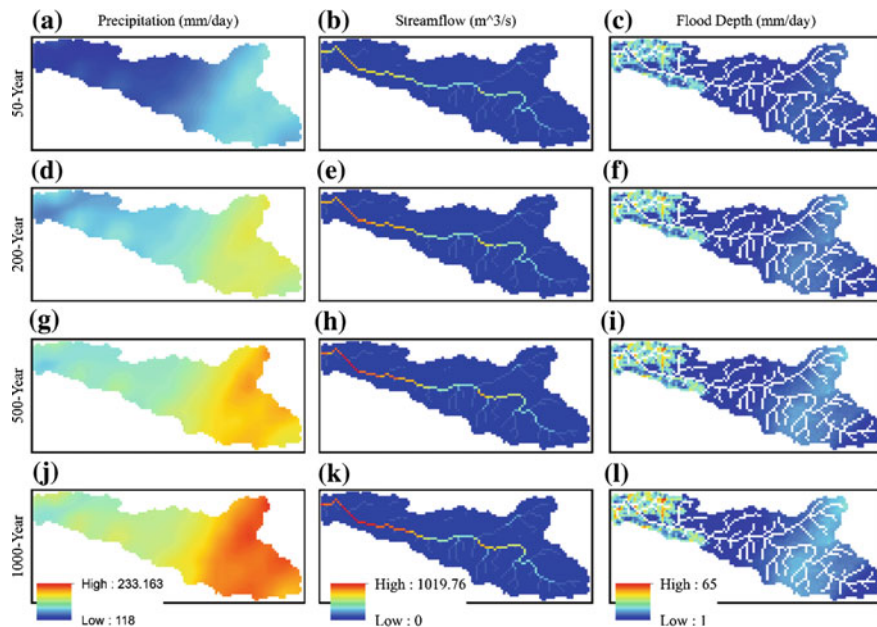 (a) Precipitation (mm/day) (b) Streamflow (m^3/s) (c) Flood Depth (mm/day)
50-Year
(d) (e) (f)
200-Year
(g) (h) (i)
500-Year
(j) (k) (l)
1000-Year
High : 233.163 High : 1019.76 High : 65
Low : 118 Low : 0 Low : 1